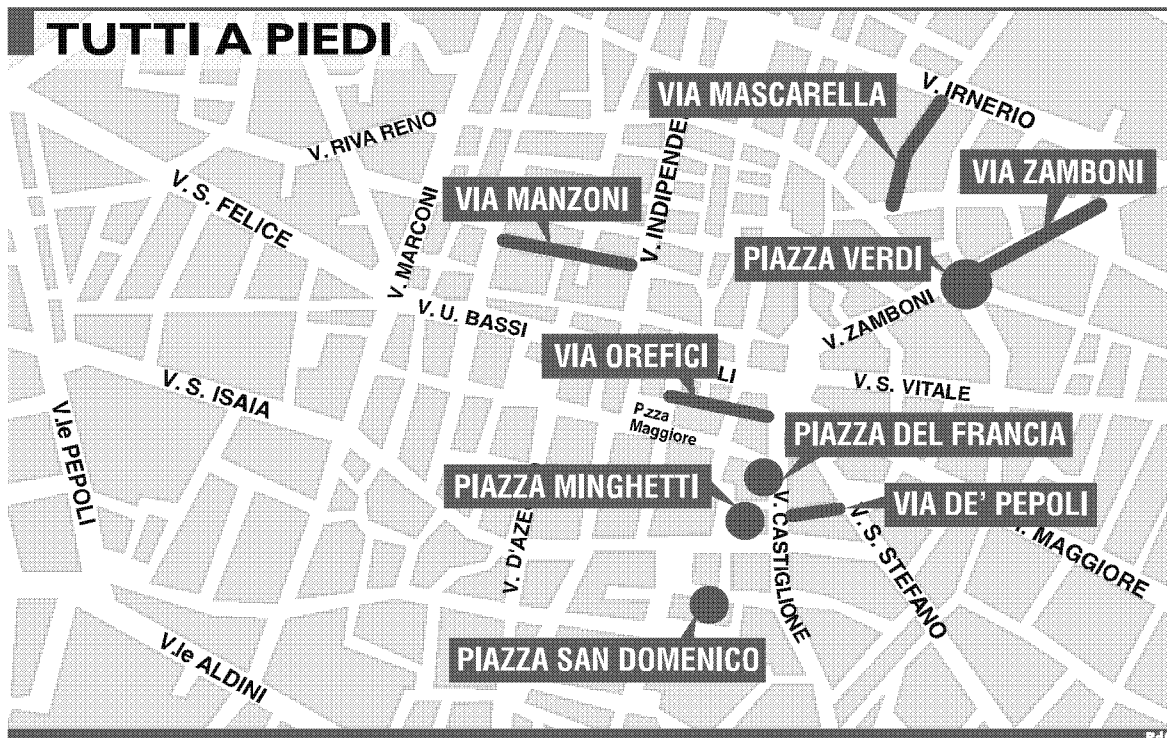 TUTTI A PIEDI
VIA MASCARELLA
V. IRNERIO
V. RIVA RENO
VIA ZAMBONI
V. S. FELICE
VIA MANZONI
V. MARCONI
V. INDIPENDE
PIAZZA VERDI
V. U. BASSI
V. ZAMBONI
VIA OREFICI
LI
V. S. VITALE
V. S. ISAIA
P.zza
Maggiore
V.le PEPOLI
PIAZZA DEL FRANCIA
PIAZZA MINGHETTI
VIA DE' PEPOLI
V. D'AZE
V. CASTIGLIONE
V. S. STEFANO
. MAGGIORE
PIAZZA SAN DOMENICO
V.le ALDINI